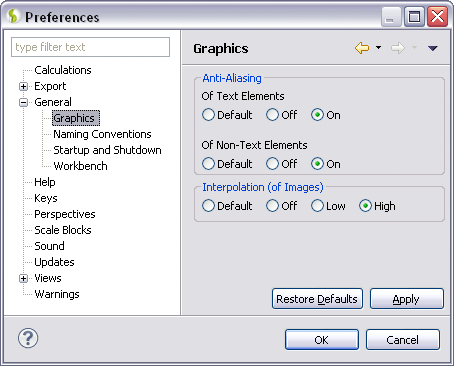 Preferences
type filter text
Calculations
Export
General
Graphics
Naming Conventions
Startup and Shutdown
Workbench
Help
Keys
Perspectives
Scale Blocks
Sound
Updates
Views
Warnings
Graphics
Anti-Aliasing
Of Text Elements
Default Off On
Of Non-Text Elements
Default Off On
Interpolation (of Images)
Default Off Low High
Restore Defaults Apply
? OK Cancel